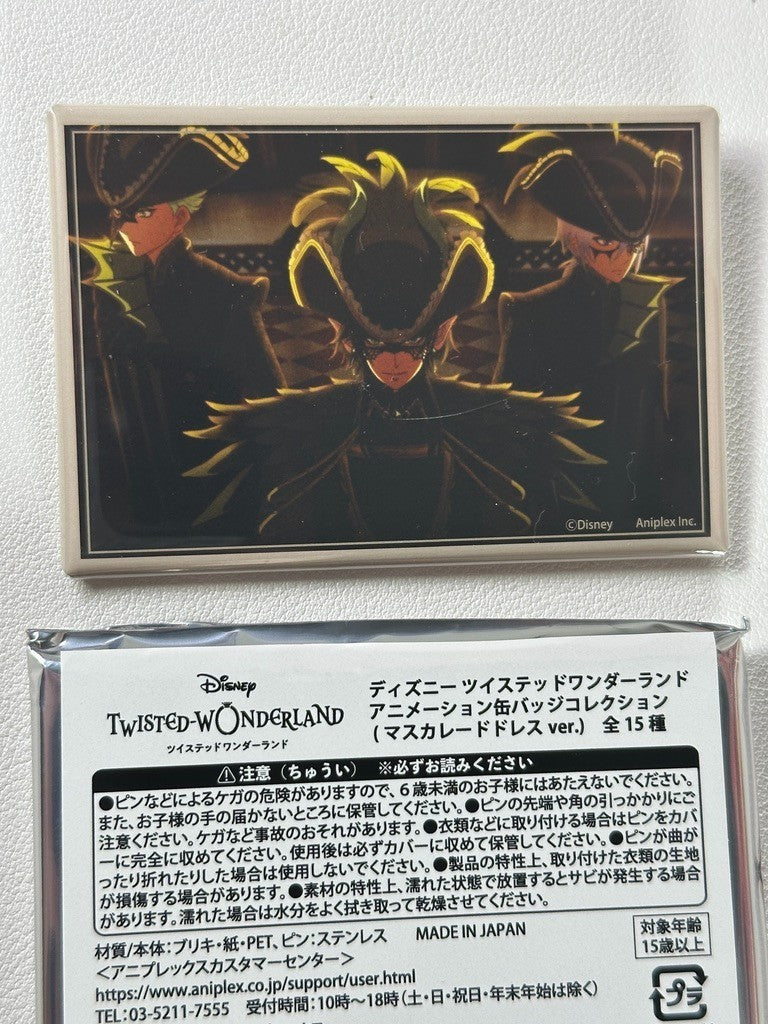 ©Disney Aniplex Inc.
Disney
TWISTED-WONDERLAND
ツイステッドワンダーランド
ディズニー ツイステッドワンダーランド
アニメーション缶バッジコレクション
(マスカレードドレス ver.) 全 15 種
⚠注意(ちゅうい) ※必ずお読みください
●ピンなどによるケガの危険がありますので、6歳未満のお子様にはあたえないでください。
また、お子様の手の届かないところに保管してください。●ピンの先端や角の引っかかりにご
注意ください。ケガなど事故のおそれがあります。●衣類などに取り付ける場合はピンをカバ
ーに完全に収めてください。使用後は必ずカバーに収めて保管してください。●ピンが曲が
ったり折れたりした場合は使用しないでください。●製品の特性上、取り付けた衣類の生地
が損傷する場合があります。●素材の特性上、濡れた状態で放置するとサビが発生する場合
があります。濡れた場合は水分をよく拭き取って乾燥させてください。
材質/本体:ブリキ・紙・PET、ピン:ステンレス MADE IN JAPAN
<アニプレックスカスタマーセンター>
https://www.aniplex.co.jp/support/user.html
TEL:03-5211-7555 受付時間:10時～18時(土・日・祝日・年末年始は除く)
対象年齢
15歳以上
プラ